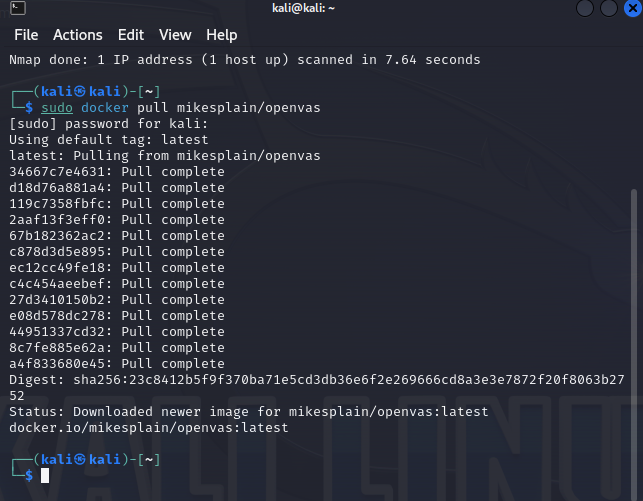 kali@kali: ~
File Actions Edit View Help
Nmap done: 1 IP address (1 host up) scanned in 7.64 seconds
┌──(kali㉿kali)-[~]
└─$ sudo docker pull mikesplain/openvas
[sudo] password for kali:
Using default tag: latest
latest: Pulling from mikesplain/openvas
34667c7e4631: Pull complete
d18d76a881a4: Pull complete
119c7358fbfc: Pull complete
2aaf13f3eff0: Pull complete
67b182362ac2: Pull complete
c878d3d5e895: Pull complete
ec12cc49fe18: Pull complete
c4c454aeebef: Pull complete
27d3410150b2: Pull complete
e08d578dc278: Pull complete
44951337cd32: Pull complete
8c7fe885e62a: Pull complete
a4f833680e45: Pull complete
Digest: sha256:23c8412b5f9f370ba71e5cd3db36e6f2e269666cd8a3e3e7872f20f8063b27
52
Status: Downloaded newer image for mikesplain/openvas:latest
docker.io/mikesplain/openvas:latest
┌──(kali㉿kali)-[~]
└─$
KALI LINU